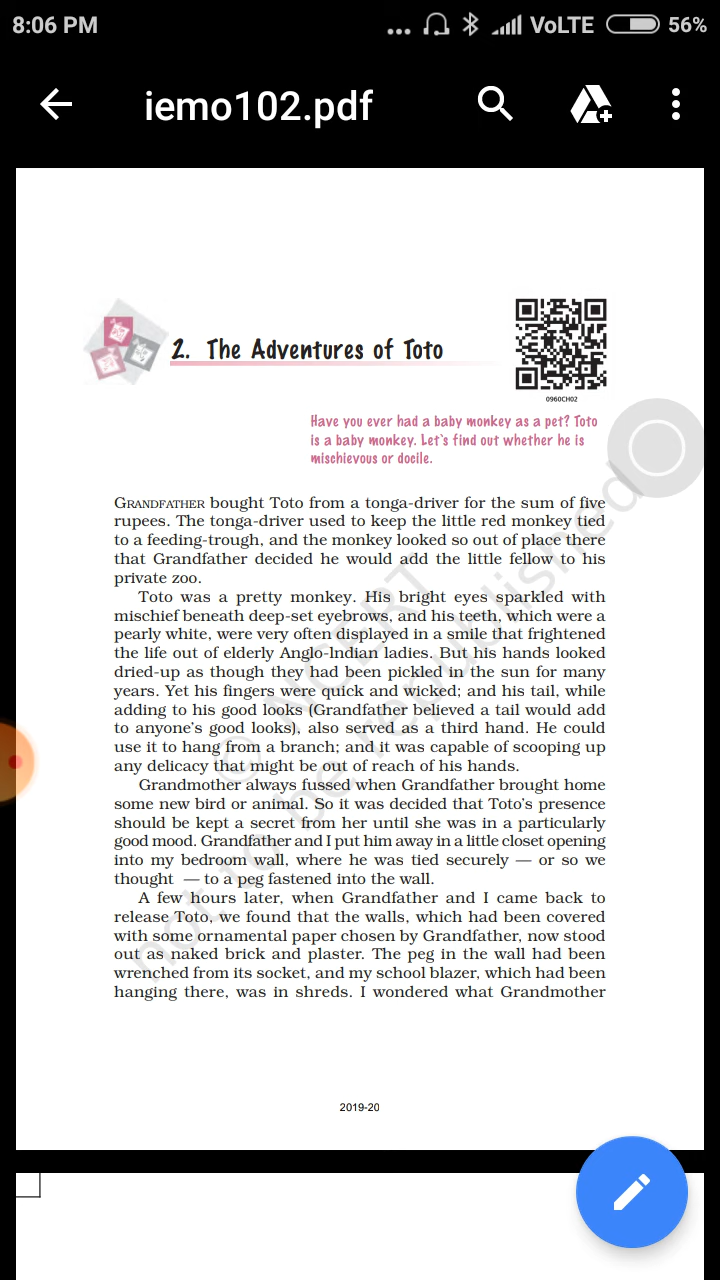 8:06 PM ... VoLTE 56%
iemo102.pdf
2. The Adventures of Toto
0960CH02
Have you ever had a baby monkey as a pet? Toto
is a baby monkey. Let's find out whether he is
mischievous or docile.
GRANDFATHER bought Toto from a tonga-driver for the sum of five
rupees. The tonga-driver used to keep the little red monkey tied
to a feeding-trough, and the monkey looked so out of place there
that Grandfather decided he would add the little fellow to his
private zoo.
Toto was a pretty monkey. His bright eyes sparkled with
mischief beneath deep-set eyebrows, and his teeth, which were a
pearly white, were very often displayed in a smile that frightened
the life out of elderly Anglo-Indian ladies. But his hands looked
dried-up as though they had been pickled in the sun for many
years. Yet his fingers were quick and wicked; and his tail, while
adding to his good looks (Grandfather believed a tail would add
to anyone's good looks), also served as a third hand. He could
use it to hang from a branch; and it was capable of scooping up
any delicacy that might be out of reach of his hands.
Grandmother always fussed when Grandfather brought home
some new bird or animal. So it was decided that Toto's presence
should be kept a secret from her until she was in a particularly
good mood. Grandfather and I put him away in a little closet opening
into my bedroom wall, where he was tied securely — or so we
thought — to a peg fastened into the wall.
A few hours later, when Grandfather and I came back to
release Toto, we found that the walls, which had been covered
with some ornamental paper chosen by Grandfather, now stood
out as naked brick and plaster. The peg in the wall had been
wrenched from its socket, and my school blazer, which had been
hanging there, was in shreds. I wondered what Grandmother
© NCERT
not to be republished
2019-20